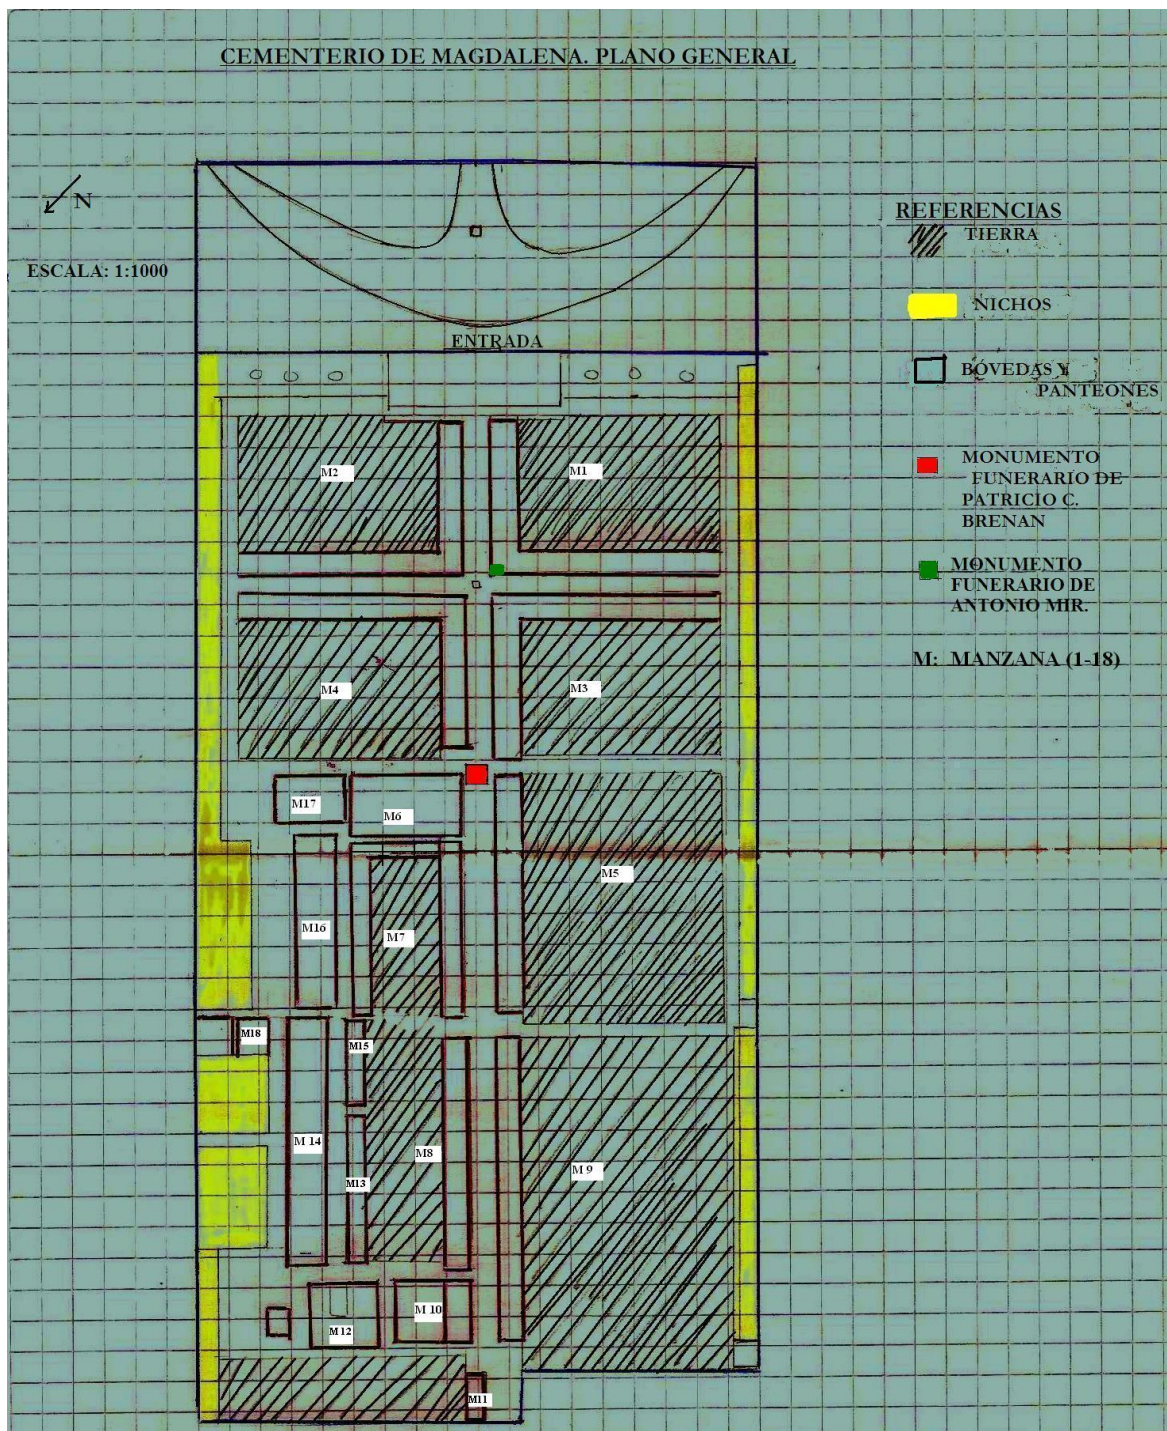 CEMENTERIO DE MAGDALENA. PLANO GENERAL
N
ESCALA: 1:1000
REFERENCIAS
TIERRA
NICHOS
BÓVEDAS Y
PANTEONES
MONUMENTO
FUNERARIO DE
PATRICIO C.
BRENAN
MONUMENTO
FUNERARIO DE
ANTONIO MIR.
M: MANZANA (1-18)
ENTRADA
M2
M1
M4
M3
M17
M6
M5
M16
M7
M18
M15
M 14
M8
M13
M 9
M 10
M 12
M11